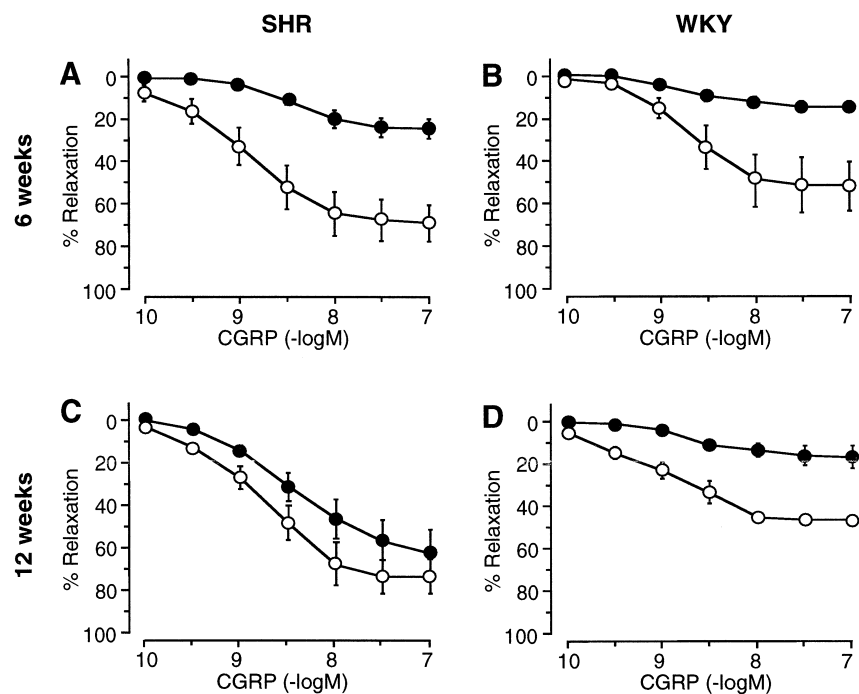 SHR WKY
A B
6 weeks
% Relaxation
0
20
40
60
80
100
10 9 8 7
CGRP (-logM)
% Relaxation
0
20
40
60
80
100
10 9 8 7
CGRP (-logM)
C D
12 weeks
% Relaxation
0
20
40
60
80
100
10 9 8 7
CGRP (-logM)
% Relaxation
0
20
40
60
80
100
10 9 8 7
CGRP (-logM)